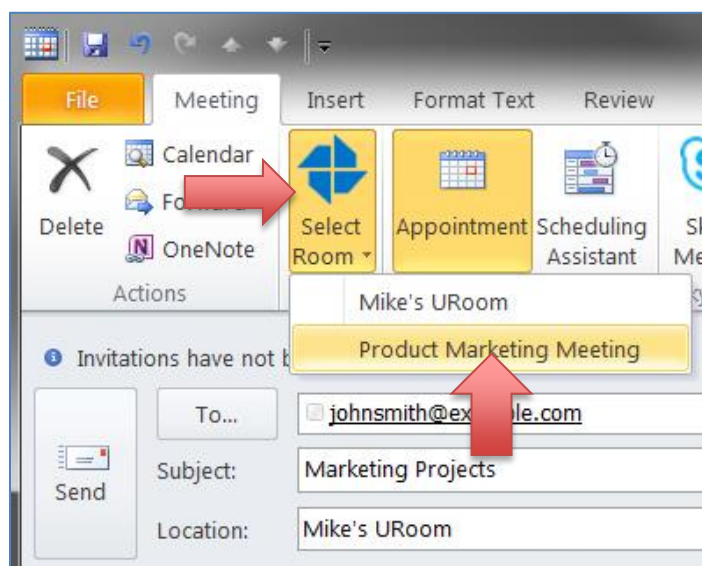 File Meeting Insert Format Text Review
Calendar
Delete
OneNote
Select Room
Appointment
Scheduling Assistant
Actions
Mike's URoom
Product Marketing Meeting
Invitations have not
To...
Subject: Marketing Projects
Send
Location: Mike's URoom